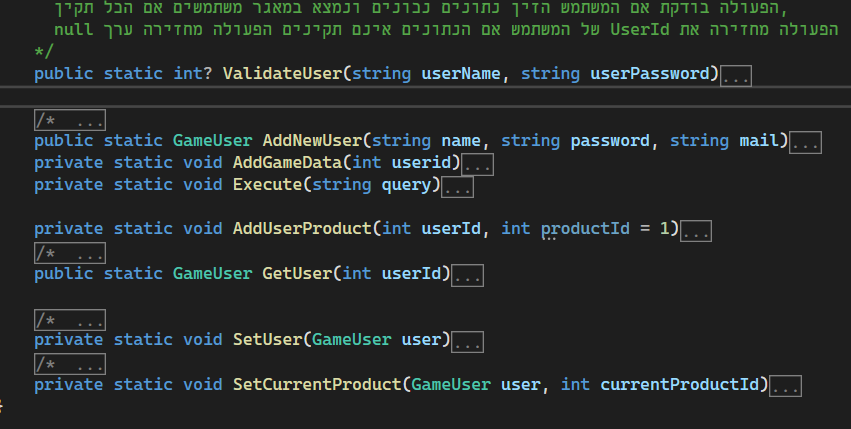 הפעולה בודקת אם המשתמש הזין נתונים נכונים ונמצא במאגר משתמשים אם הכל תקין,
הפעולה מחזירה את UserId של המשתמש אם הנתונים אינם תקינים הפעולה מחזירה ערך null
*/
public static int? ValidateUser(string userName, string userPassword)...
/* ...
public static GameUser AddNewUser(string name, string password, string mail)...
private static void AddGameData(int userid)...
private static void Execute(string query)...
private static void AddUserProduct(int userId, int productId = 1)...
/* ...
public static GameUser GetUser(int userId)...
/* ...
private static void SetUser(GameUser user)...
/* ...
private static void SetCurrentProduct(GameUser user, int currentProductId)...
}